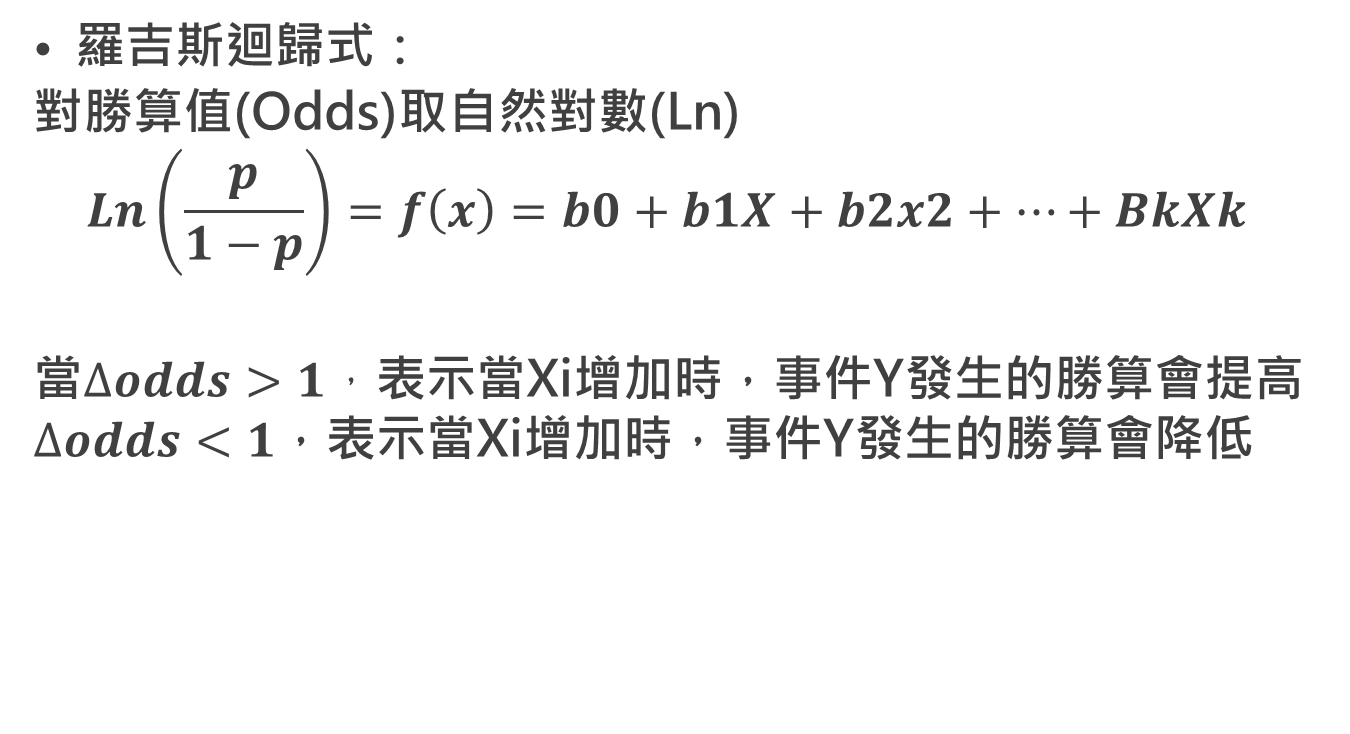 • 羅吉斯迴歸式：
對勝算值(Odds)取自然對數(Ln)
Ln(p/(1−p)) = f(x) = b0 + b1X + b2x2 + ⋯ + BkXk
當Δodds > 1，表示當Xi增加時，事件Y發生的勝算會提高
Δodds < 1，表示當Xi增加時，事件Y發生的勝算會降低